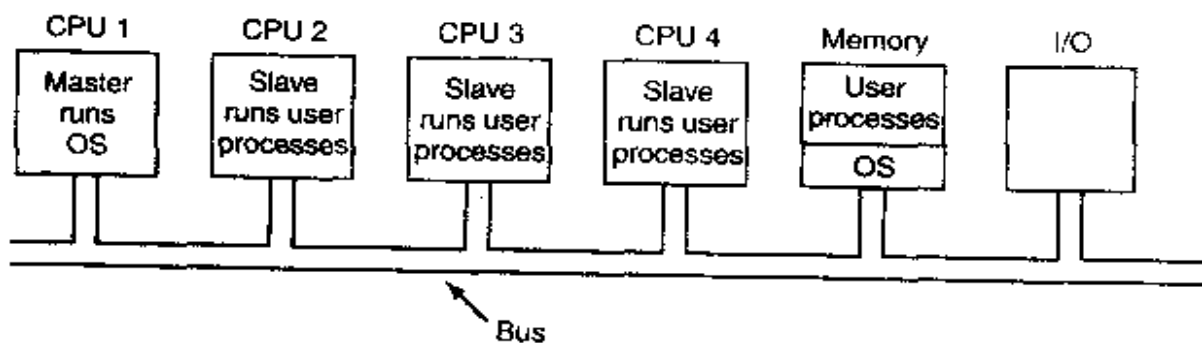 CPU 1
CPU 2
CPU 3
CPU 4
Memory
I/O
Master
runs
OS
Slave
runs user
processes
Slave
runs user
processes
Slave
runs user
processes
User
processes
OS
Bus